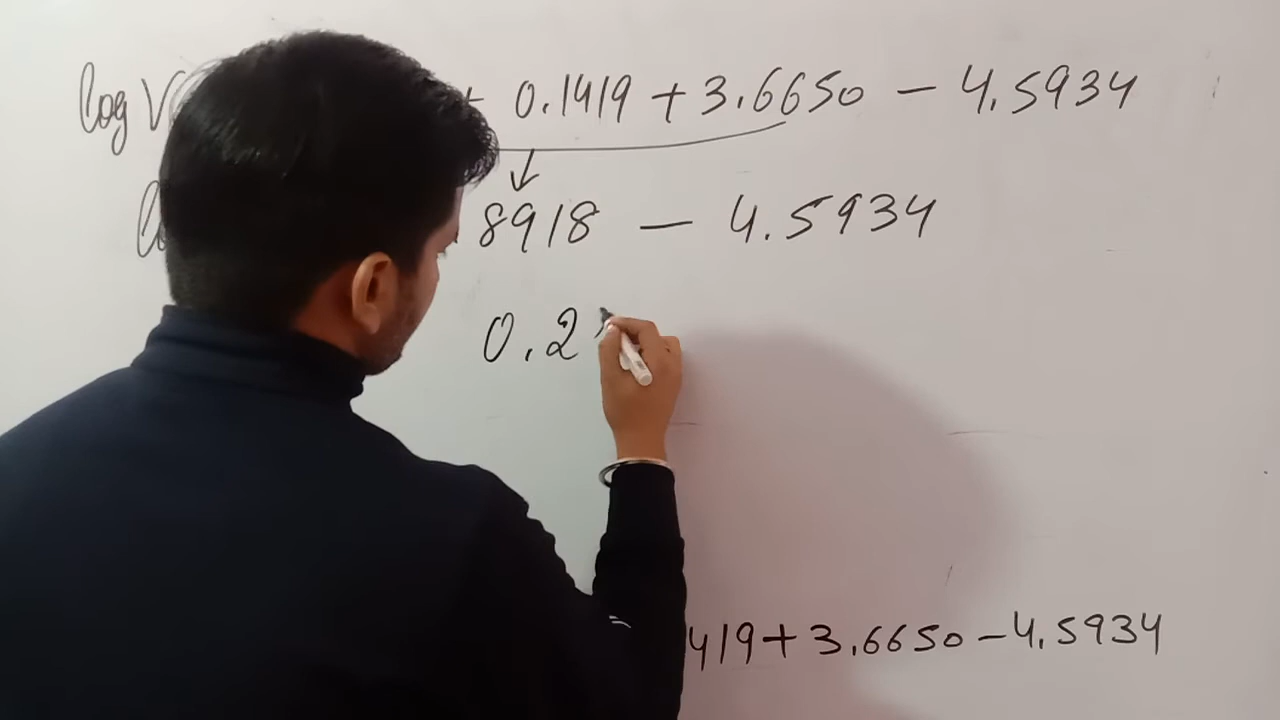 log V + 0.1419 + 3.6650 - 4.5934
8918 - 4.5934
0.2
419 + 3.6650 - 4.5934